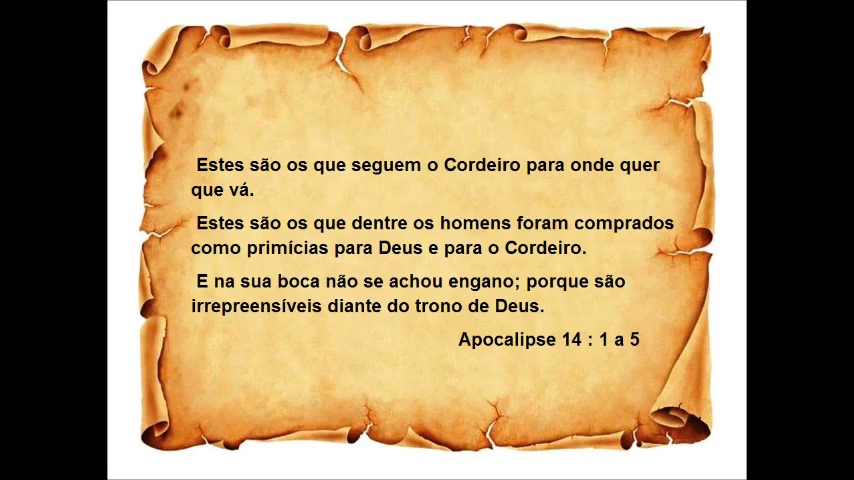 Estes são os que seguem o Cordeiro para onde quer
que vá.
Estes são os que dentre os homens foram comprados
como primícias para Deus e para o Cordeiro.
E na sua boca não se achou engano; porque são
irrepreensíveis diante do trono de Deus.
Apocalipse 14 : 1 a 5